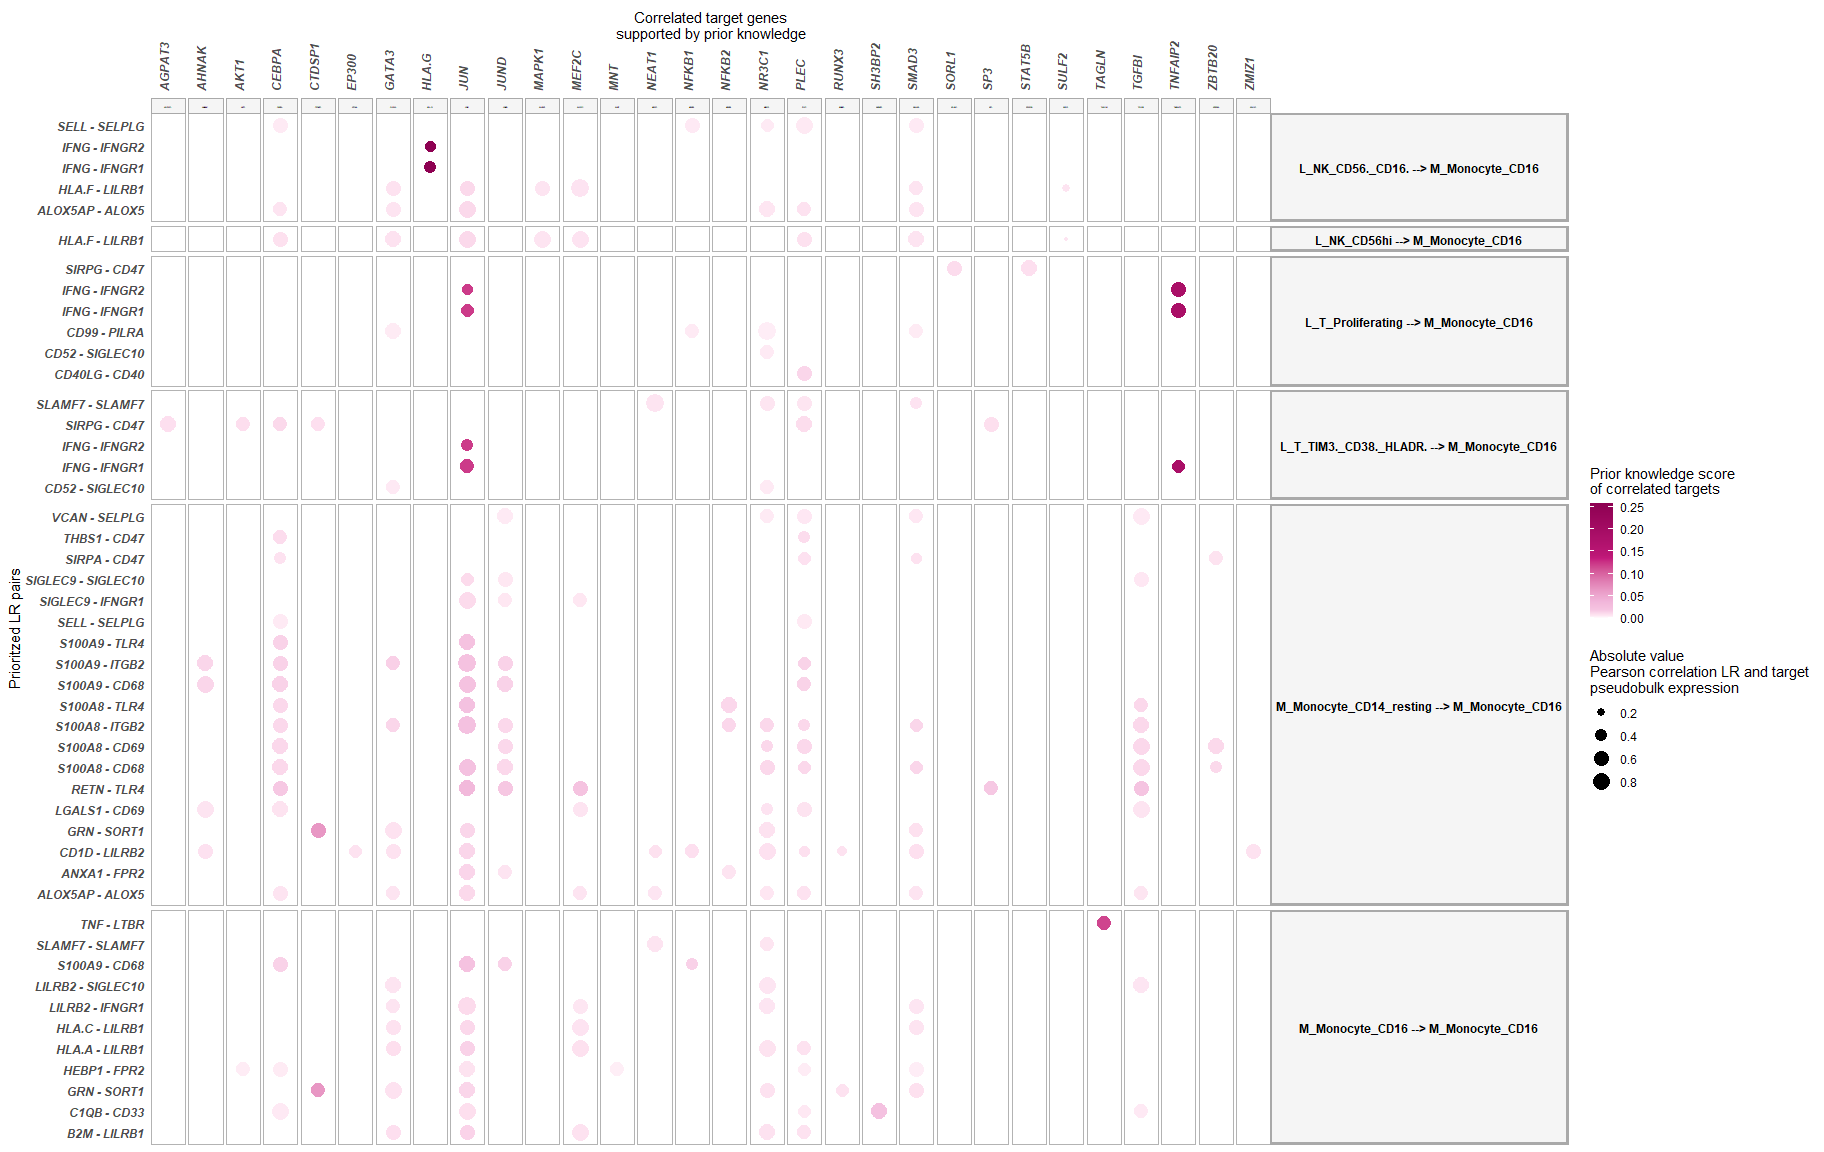 Correlated target genes
supported by prior knowledge
AGPAT3
AHNAK
AKT1
CEBPA
CTDSP1
EP300
GATA3
HLA.G
JUN
JUND
MAPK1
MEF2C
MNT
NEAT1
NFKB1
NFKB2
NR3C1
PLEC
RUNX3
SH3BP2
SMAD3
SORL1
SP3
STAT5B
SULF2
TAGLN
TGFBI
TNFAIP2
ZBTB20
ZMIZ1
SELL - SELPLG
IFNG - IFNGR2
IFNG - IFNGR1
HLA.F - LILRB1
ALOX5AP - ALOX5
L_NK_CD56._CD16. --> M_Monocyte_CD16
HLA.F - LILRB1
L_NK_CD56hi --> M_Monocyte_CD16
SIRPG - CD47
IFNG - IFNGR2
IFNG - IFNGR1
CD99 - PILRA
CD52 - SIGLEC10
CD40LG - CD40
L_T_Proliferating --> M_Monocyte_CD16
SLAMF7 - SLAMF7
SIRPG - CD47
IFNG - IFNGR2
IFNG - IFNGR1
CD52 - SIGLEC10
L_T_TIM3._CD38._HLADR. --> M_Monocyte_CD16
VCAN - SELPLG
THBS1 - CD47
SIRPA - CD47
SIGLEC9 - SIGLEC10
SIGLEC9 - IFNGR1
SELL - SELPLG
S100A9 - TLR4
S100A9 - ITGB2
S100A9 - CD68
S100A8 - TLR4
S100A8 - ITGB2
S100A8 - CD69
S100A8 - CD68
RETN - TLR4
LGALS1 - CD69
GRN - SORT1
CD1D - LILRB2
ANXA1 - FPR2
ALOX5AP - ALOX5
M_Monocyte_CD14_resting --> M_Monocyte_CD16
TNF - LTBR
SLAMF7 - SLAMF7
S100A9 - CD68
LILRB2 - SIGLEC10
LILRB2 - IFNGR1
HLA.C - LILRB1
HLA.A - LILRB1
HEBP1 - FPR2
GRN - SORT1
C1QB - CD33
B2M - LILRB1
M_Monocyte_CD16 --> M_Monocyte_CD16
Prioritzed LR pairs
Prior knowledge score
of correlated targets
0.25
0.20
0.15
0.10
0.05
0.00
Absolute value
Pearson correlation LR and target
pseudobulk expression
0.2
0.4
0.6
0.8